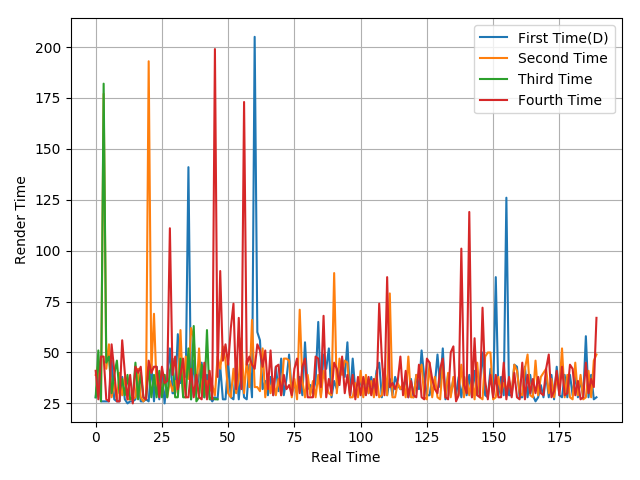 First Time(D)
Second Time
Third Time
Fourth Time
200
175
150
125
100
75
50
25
Render Time
0 25 50 75 100 125 150 175
Real Time